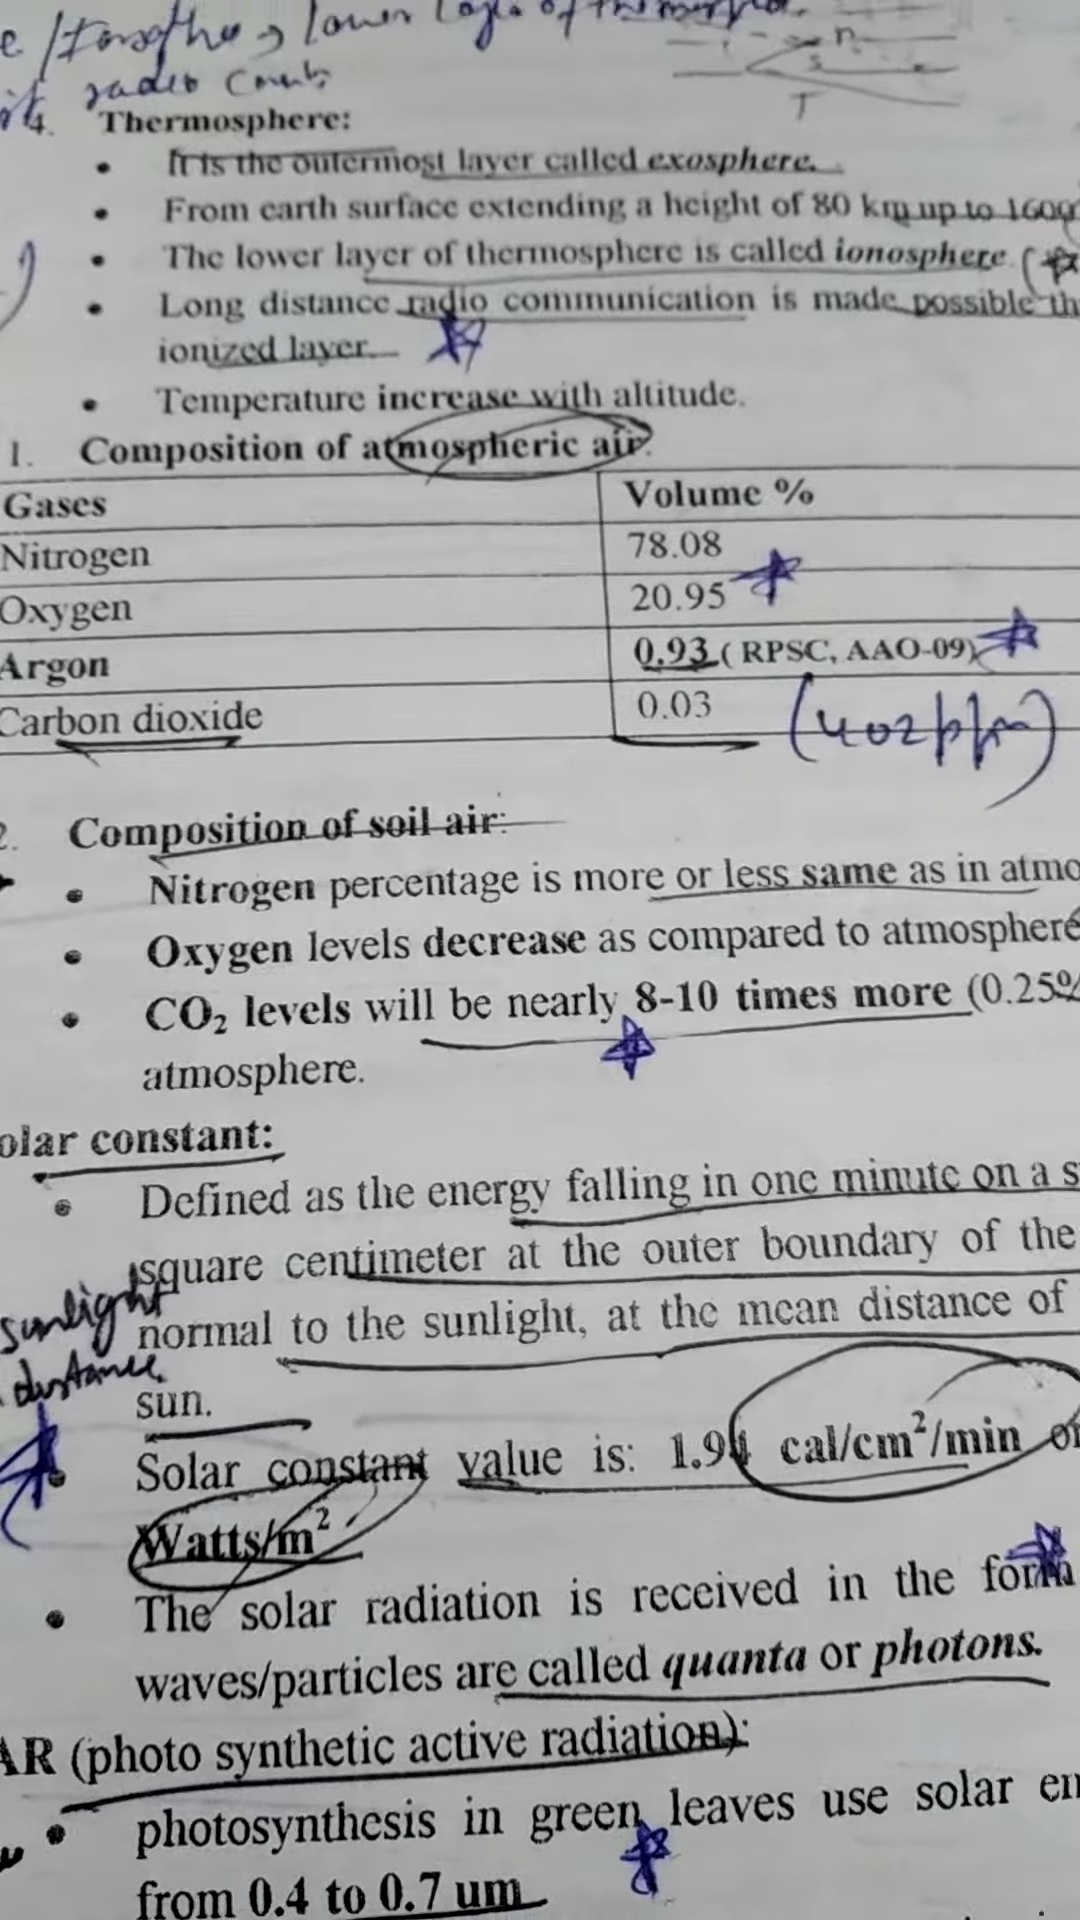 lower layer of thermosphere.
4. Thermosphere:
• It is the outermost layer called exosphere.
• From earth surface extending a height of 80 km up to 1600
• The lower layer of thermosphere is called ionosphere.
• Long distance radio communication is made possible th
ionized layer.
• Temperature increase with altitude.
1. Composition of atmospheric air.
Gases Volume %
Nitrogen 78.08
Oxygen 20.95
Argon 0.93 ( RPSC, AAO-09)
Carbon dioxide 0.03 (402ppm)
2. Composition of soil air:
• Nitrogen percentage is more or less same as in atmo
• Oxygen levels decrease as compared to atmosphere
• CO₂ levels will be nearly 8-10 times more (0.25%
atmosphere.
olar constant:
• Defined as the energy falling in one minute on a s
square centimeter at the outer boundary of the
sunlight
normal to the sunlight, at the mean distance of
distance
sun.
• Solar constant value is: 1.94 cal/cm²/min or
Watts/m²
• The solar radiation is received in the form
waves/particles are called quanta or photons.
AR (photo synthetic active radiation):
• photosynthesis in green leaves use solar en
from 0.4 to 0.7 um